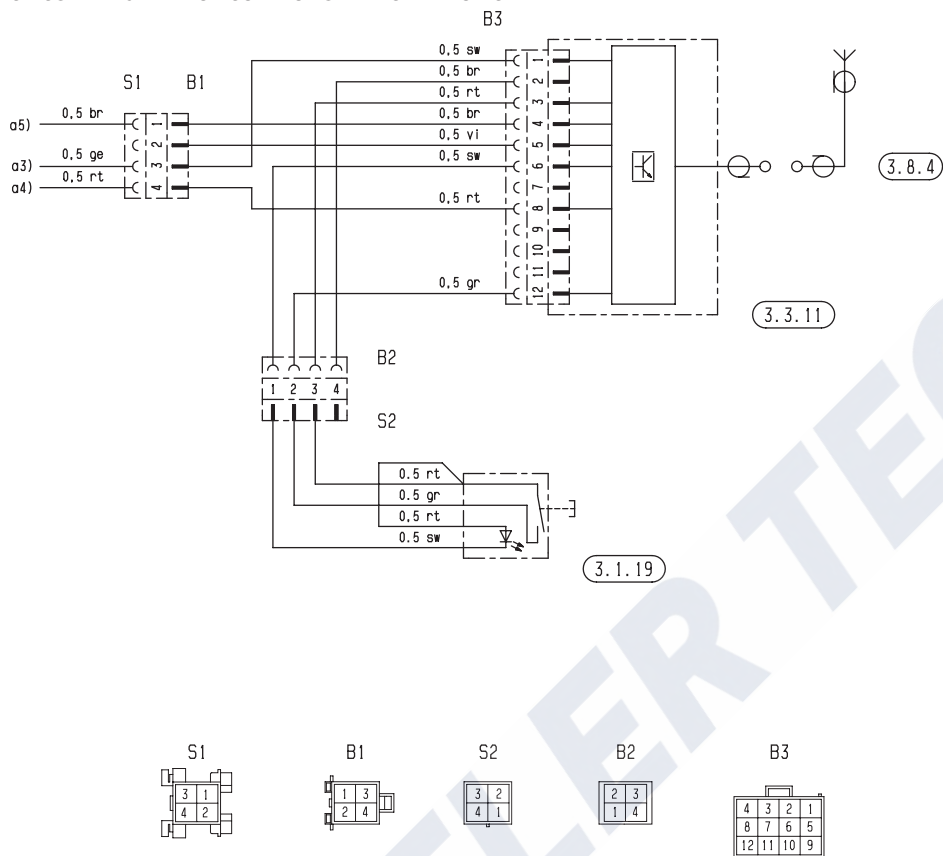 B3
S1 B1
a5) 0,5 br
a3) 0,5 ge
a4) 0,5 rt
1
2
3
4
0,5 sw
0,5 br
0,5 rt
0,5 br
0,5 vi
0,5 sw
0,5 rt
0,5 gr
1
2
3
4
5
6
7
8
9
10
11
12
3.8.4
3.3.11
B2
1 2 3 4
S2
0.5 rt
0.5 gr
0.5 rt
0.5 sw
3.1.19
S1 B1 S2 B2 B3
3 1
4 2
1 3
2 4
3 2
4 1
2 3
1 4
4 3 2 1
8 7 6 5
12 11 10 9